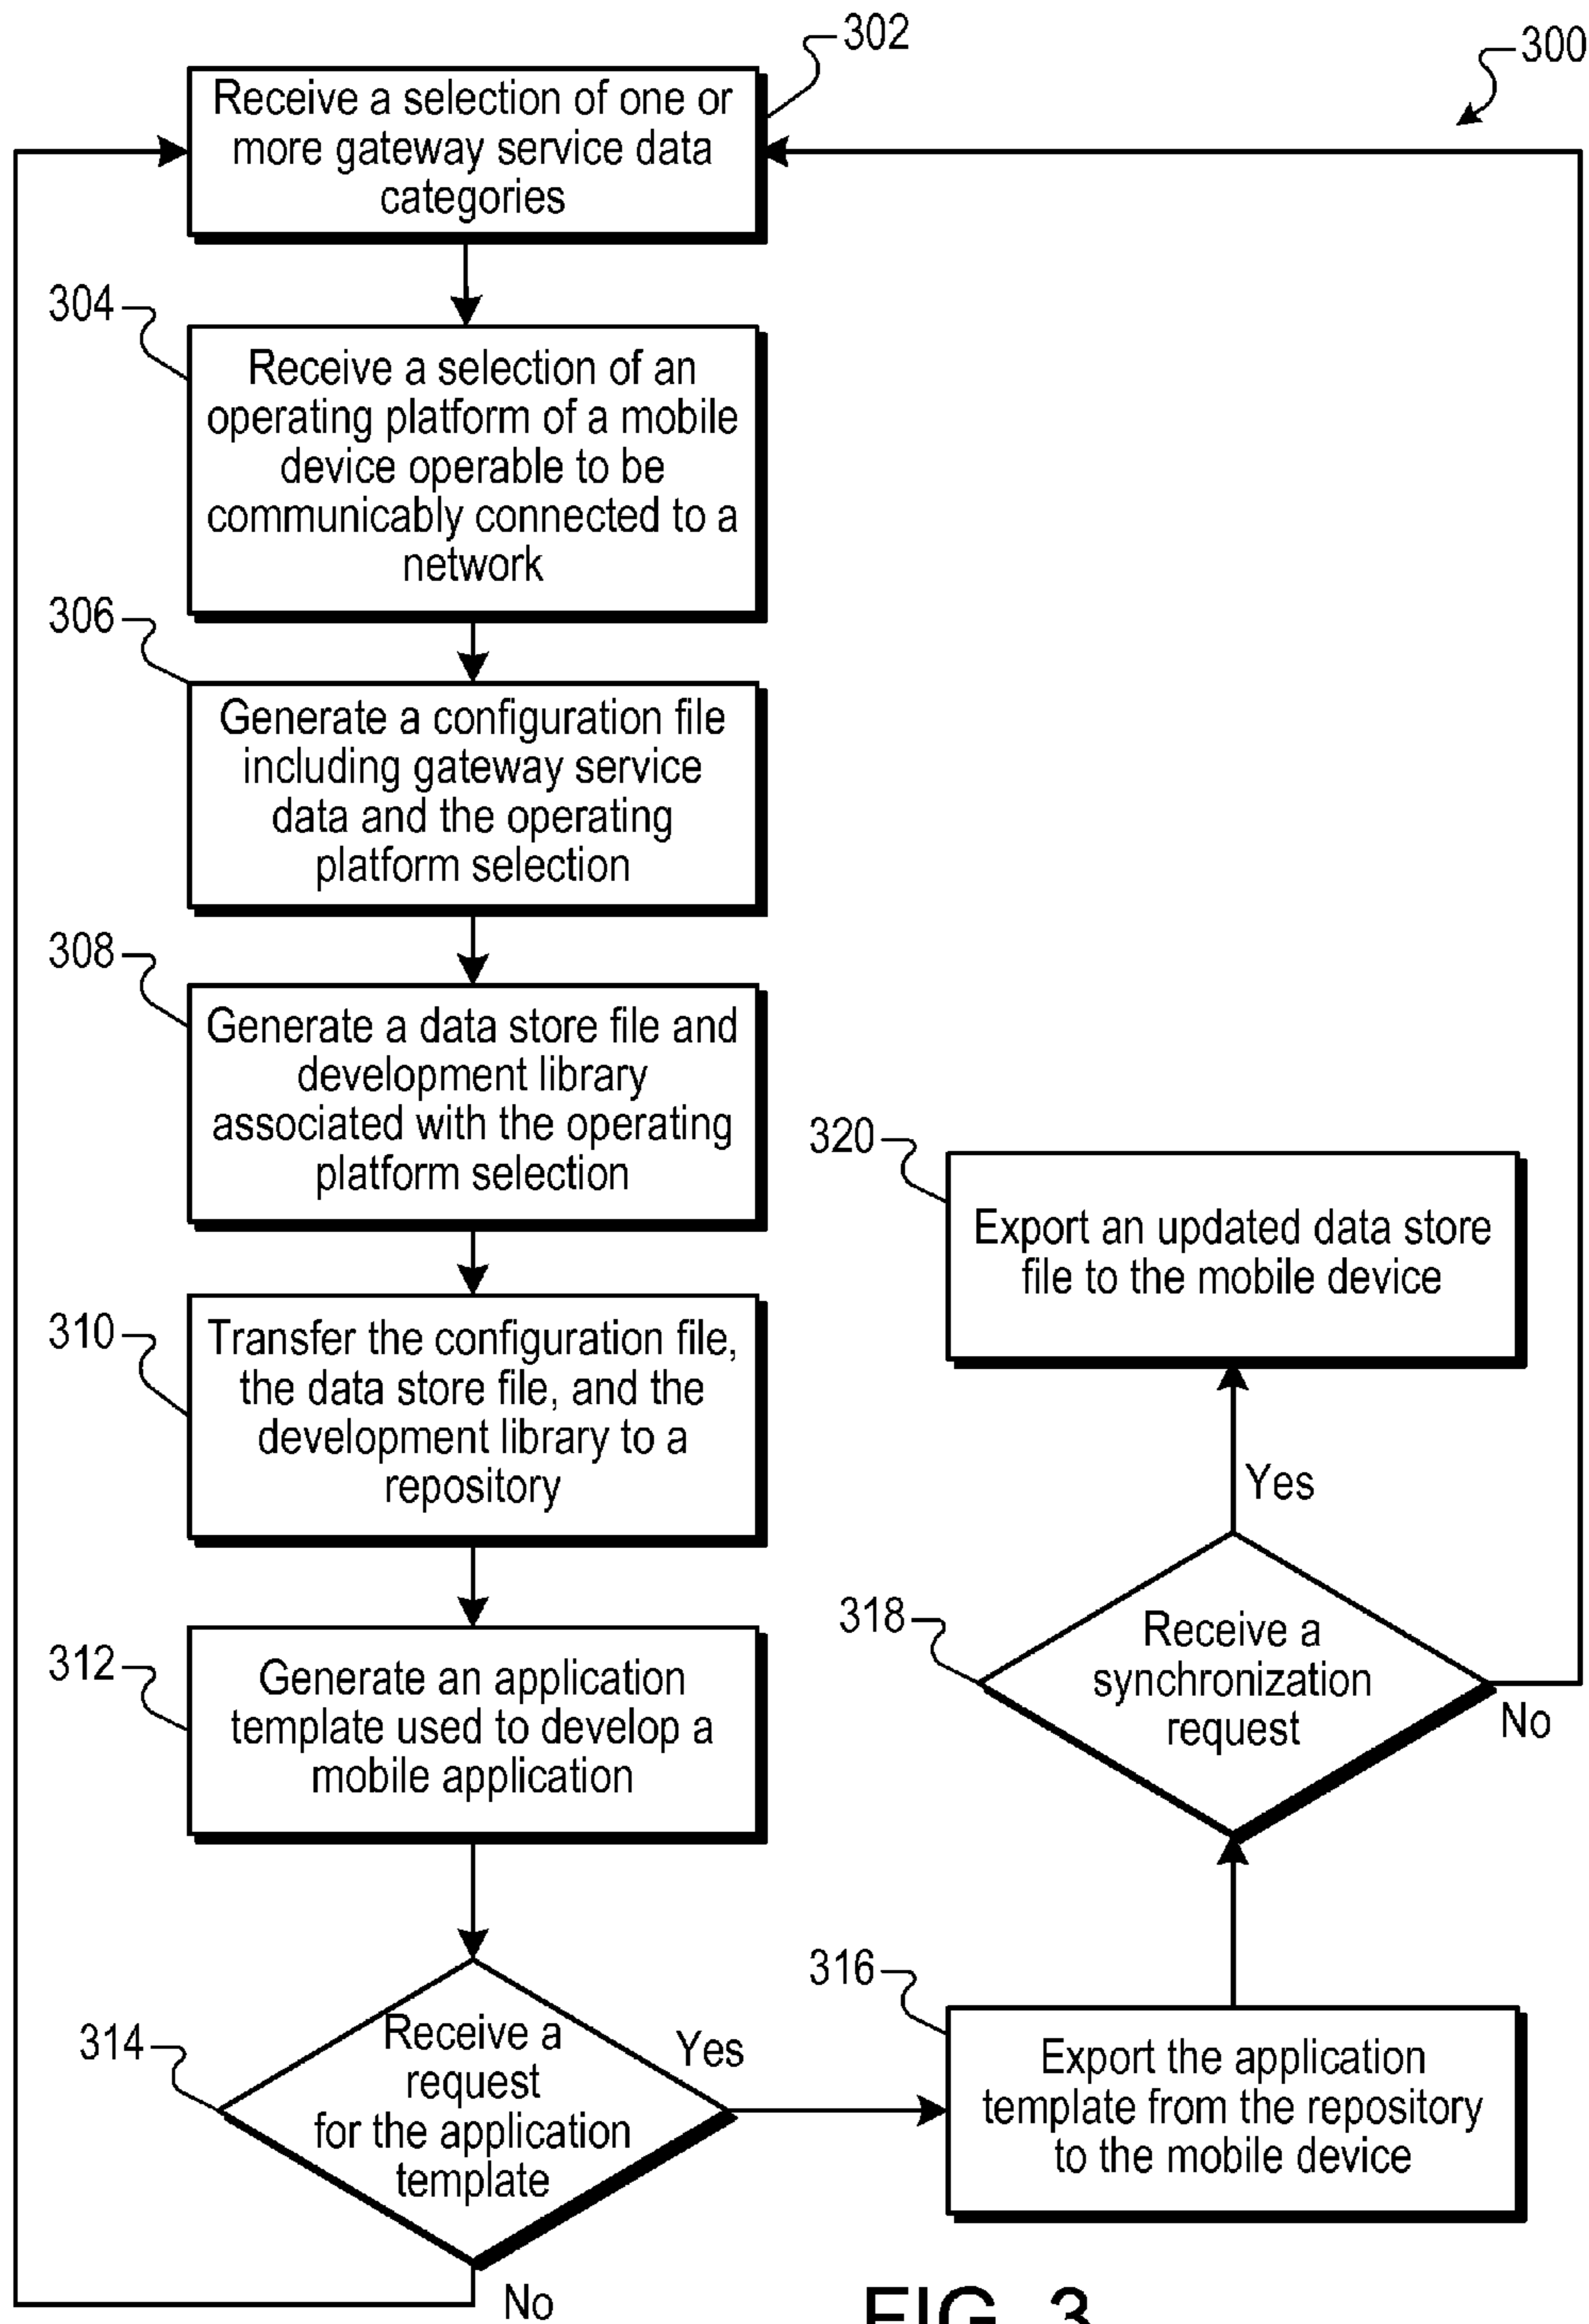 302
300
Receive a selection of one or
more gateway service data
categories
304
Receive a selection of an
operating platform of a mobile
device operable to be
communicably connected to a
network
306
Generate a configuration file
including gateway service
data and the operating
platform selection
308
Generate a data store file and
development library
associated with the operating
platform selection
310
Transfer the configuration file,
the data store file, and the
development library to a
repository
312
Generate an application
template used to develop a
mobile application
314
Receive a
request
for the application
template
Yes
No
316
Export the application
template from the repository
to the mobile device
318
Receive a
synchronization
request
Yes
No
320
Export an updated data store
file to the mobile device
FIG. 3